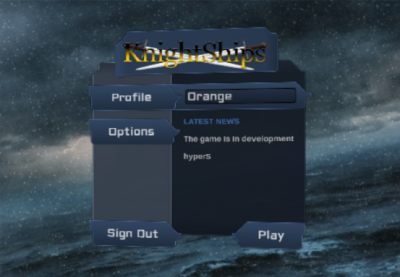 KnightShips
Profile
Orange
Options
LATEST NEWS
The game is in development
hyperS
Sign Out
Play